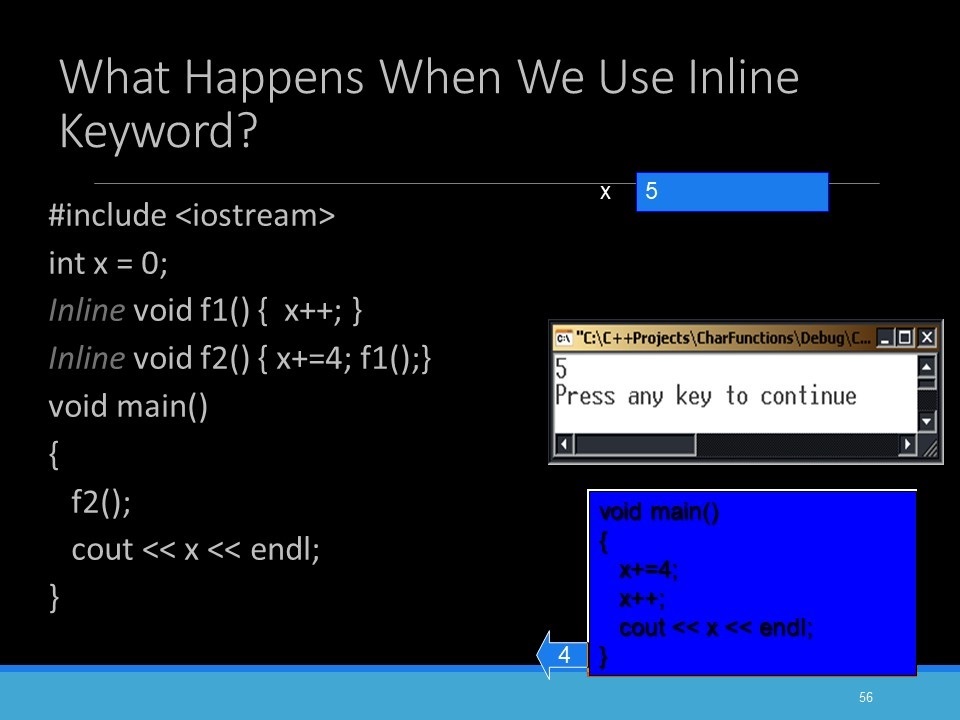 What Happens When We Use Inline
Keyword?
x 5
#include <iostream>
int x = 0;
Inline void f1() {  x++; }
Inline void f2() { x+=4; f1();}
void main()
{
f2();
cout << x << endl;
}
"C:\C++Projects\CharFunctions\Debug\C...
5
Press any key to continue
void main()
{
x+=4;
x++;
cout << x << endl;
}
4
56